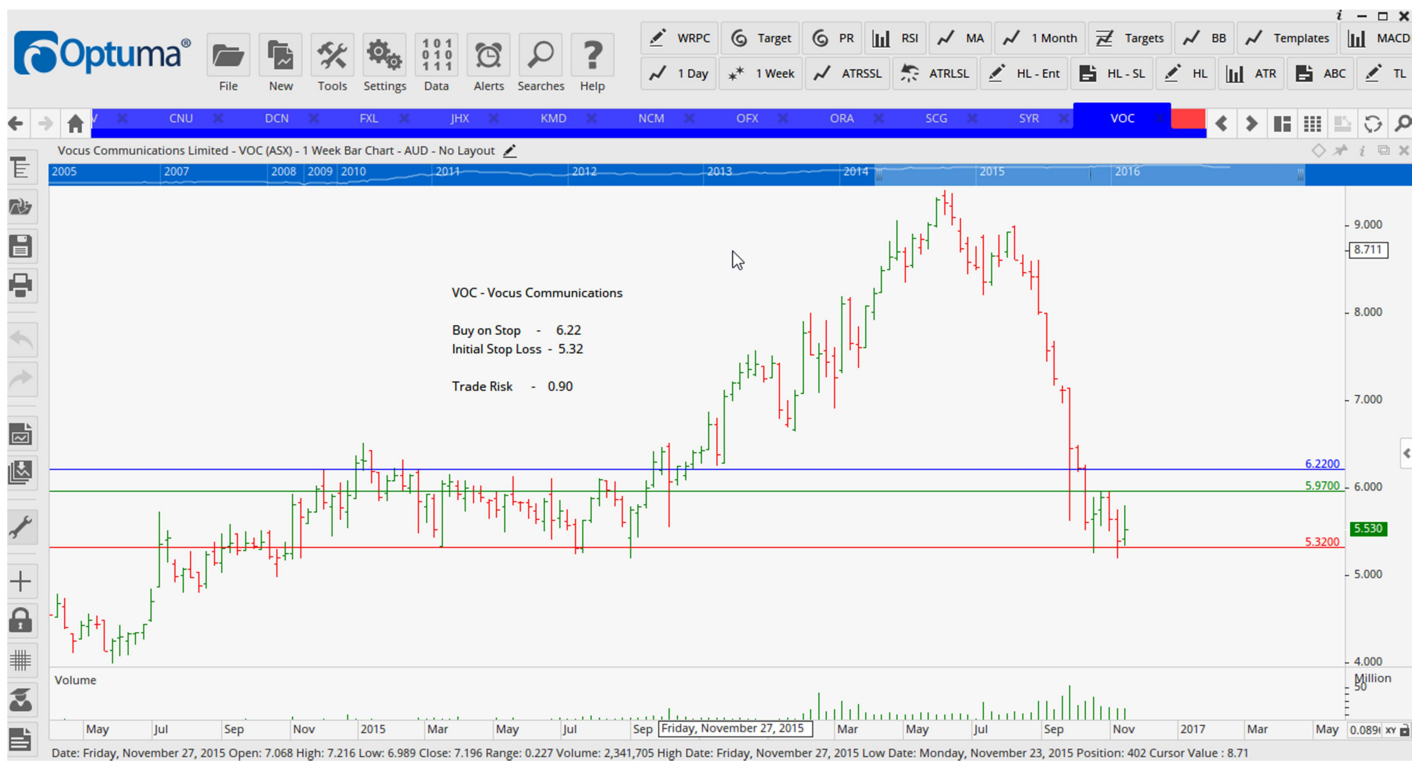 i
Optuma®
File New Tools Settings Data Alerts Searches Help
101
010
111
WRPC Target PR RSI MA 1 Month Targets BB Templates MACD
1 Day 1 Week ATRSSL ATRLSL HL - Ent HL - SL HL ATR ABC TL
CNU DCN FXL JHX KMD NCM OFX ORA SCG SYR VOC
Vocus Communications Limited - VOC (ASX) - 1 Week Bar Chart - AUD - No Layout
2005 2007 2008 2009 2010 2011 2012 2013 2014 2015 2016
9.000
8.711
VOC - Vocus Communications
8.000
Buy on Stop - 6.22
Initial Stop Loss - 5.32
Trade Risk - 0.90
7.000
6.2200
5.9700
6.000
5.530
5.3200
5.000
4.000
Volume
Million
50
May Jul Sep Nov 2015 Mar May Jul Sep Friday, November 27, 2015 Mar May Jul Sep Nov 2017 Mar May XY
Date: Friday, November 27, 2015 Open: 7.068 High: 7.216 Low: 6.989 Close: 7.196 Range: 0.227 Volume: 2,341,705 High Date: Friday, November 27, 2015 Low Date: Monday, November 23, 2015 Position: 402 Cursor Value : 8.71